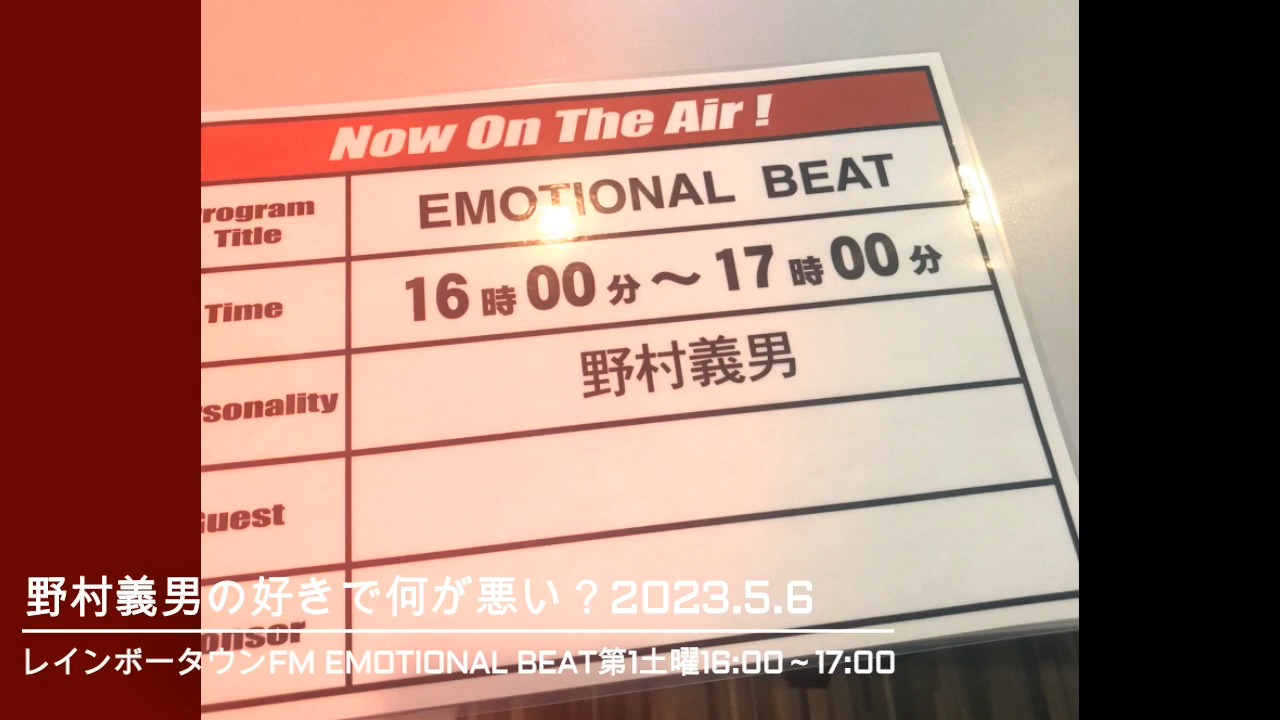 Now On The Air !
rogram
Title
EMOTIONAL BEAT
Time
16時00分～17時00分
sonality
野村義男
Guest
野村義男の好きで何が悪い？2023.5.6
onsor
レインボータウンFM EMOTIONAL BEAT第1土曜16:00～17:00